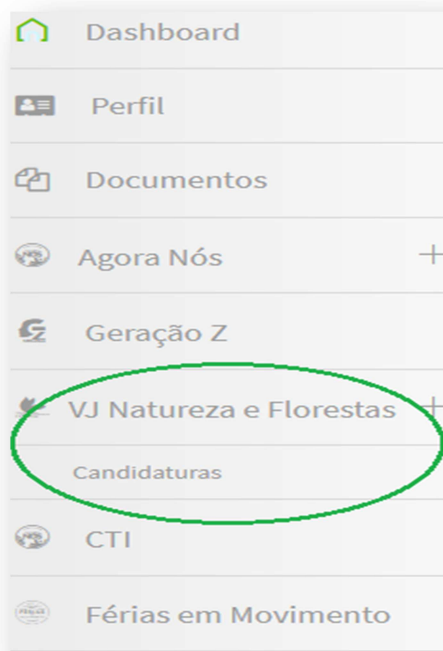 Dashboard
Perfil
Documentos
Agora Nós
Geração Z
VJ Natureza e Florestas
Candidaturas
CTI
Férias em Movimento